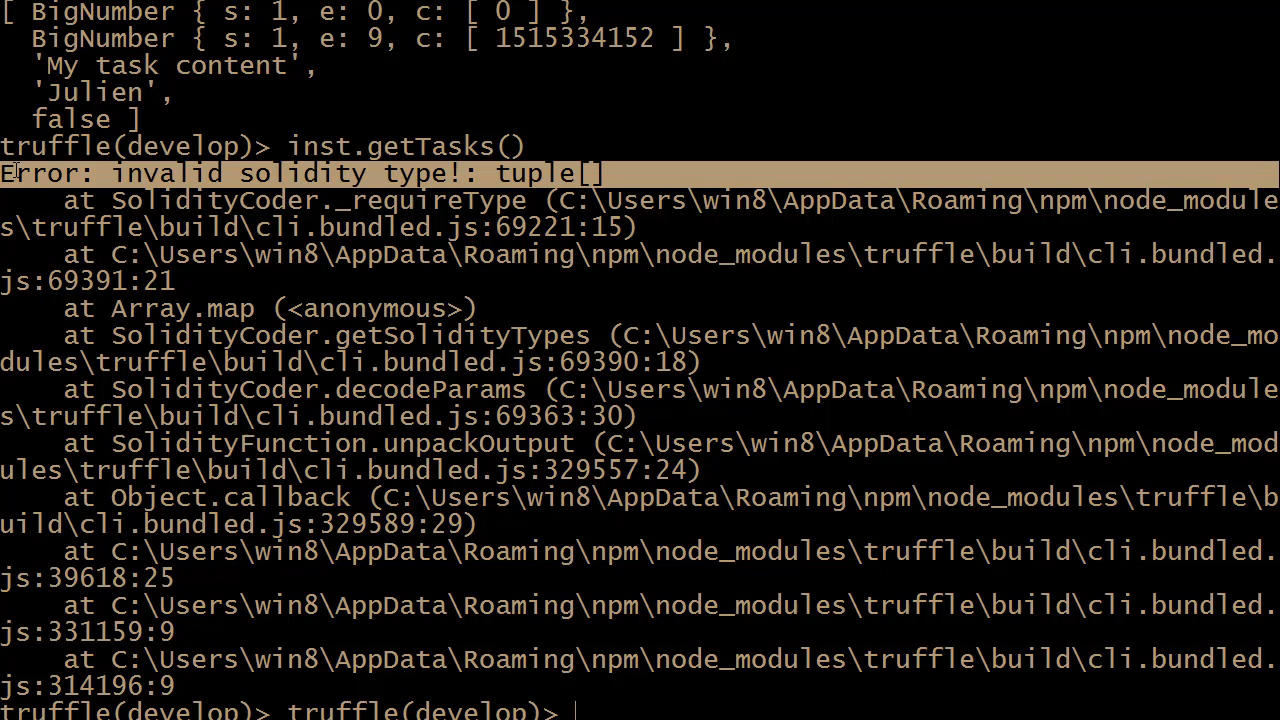 [ BigNumber { s: 1, e: 0, c: [ 0 ] },
  BigNumber { s: 1, e: 9, c: [ 1515334152 ] },
  'My task content',
  'Julien',
  false ]
truffle(develop)> inst.getTasks()
Error: invalid solidity type!: tuple[]
    at SolidityCoder._requireType (C:\Users\win8\AppData\Roaming\npm\node_module
s\truffle\build\cli.bundled.js:69221:15)
    at C:\Users\win8\AppData\Roaming\npm\node_modules\truffle\build\cli.bundled.
js:69391:21
    at Array.map (<anonymous>)
    at SolidityCoder.getSolidityTypes (C:\Users\win8\AppData\Roaming\npm\node_mo
dules\truffle\build\cli.bundled.js:69390:18)
    at SolidityCoder.decodeParams (C:\Users\win8\AppData\Roaming\npm\node_module
s\truffle\build\cli.bundled.js:69363:30)
    at SolidityFunction.unpackOutput (C:\Users\win8\AppData\Roaming\npm\node_mod
ules\truffle\build\cli.bundled.js:329557:24)
    at Object.callback (C:\Users\win8\AppData\Roaming\npm\node_modules\truffle\b
uild\cli.bundled.js:329589:29)
    at C:\Users\win8\AppData\Roaming\npm\node_modules\truffle\build\cli.bundled.
js:39618:25
    at C:\Users\win8\AppData\Roaming\npm\node_modules\truffle\build\cli.bundled.
js:331159:9
    at C:\Users\win8\AppData\Roaming\npm\node_modules\truffle\build\cli.bundled.
js:314196:9
truffle(develop)> truffle(develop)>